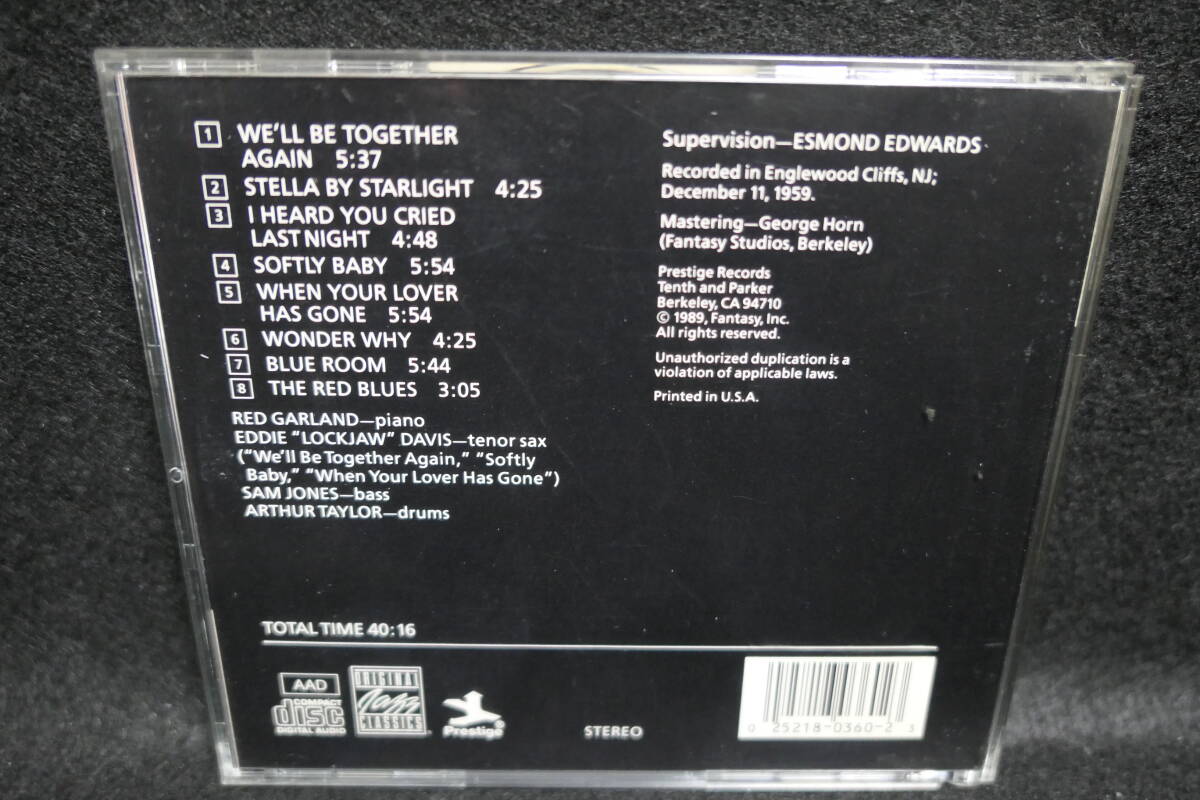 1 WE'LL BE TOGETHER
AGAIN 5:37
2 STELLA BY STARLIGHT 4:25
3 I HEARD YOU CRIED
LAST NIGHT 4:48
4 SOFTLY BABY 5:54
5 WHEN YOUR LOVER
HAS GONE 5:54
6 WONDER WHY 4:25
7 BLUE ROOM 5:44
8 THE RED BLUES 3:05
RED GARLAND—piano
EDDIE "LOCKJAW" DAVIS—tenor sax
("We'll Be Together Again," "Softly
Baby," "When Your Lover Has Gone")
SAM JONES—bass
ARTHUR TAYLOR—drums
Supervision—ESMOND EDWARDS
Recorded in Englewood Cliffs, NJ;
December 11, 1959.
Mastering—George Horn
(Fantasy Studios, Berkeley)
Prestige Records
Tenth and Parker
Berkeley, CA 94710
© 1989, Fantasy, Inc.
All rights reserved.
Unauthorized duplication is a
violation of applicable laws.
Printed in U.S.A.
TOTAL TIME 40:16
AAD
COMPACT
disc
DIGITAL AUDIO
ORIGINAL
Jazz
CLASSICS
Prestige
STEREO
0 25218-0360-2 3